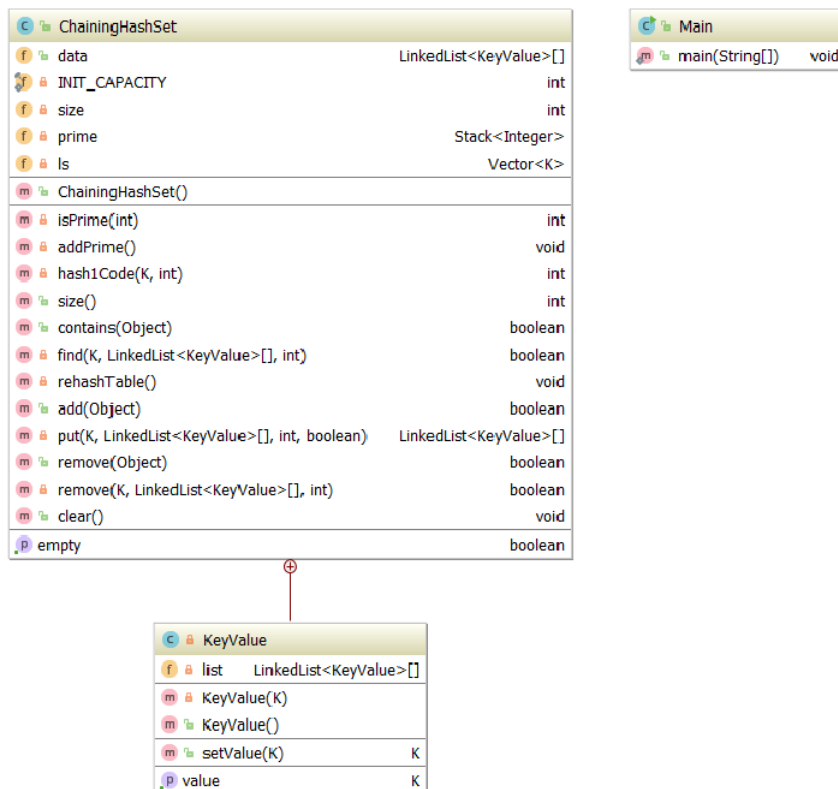 ChainingHashSet
data LinkedList<KeyValue>[]
INIT_CAPACITY int
size int
prime Stack<Integer>
ls Vector<K>
ChainingHashSet()
isPrime(int) int
addPrime() void
hash1Code(K, int) int
size() int
contains(Object) boolean
find(K, LinkedList<KeyValue>[], int) boolean
rehashTable() void
add(Object) boolean
put(K, LinkedList<KeyValue>[], int, boolean) LinkedList<KeyValue>[]
remove(Object) boolean
remove(K, LinkedList<KeyValue>[], int) boolean
clear() void
empty boolean
Main
main(String[]) void
KeyValue
list LinkedList<KeyValue>[]
KeyValue(K)
KeyValue()
setValue(K) K
value K